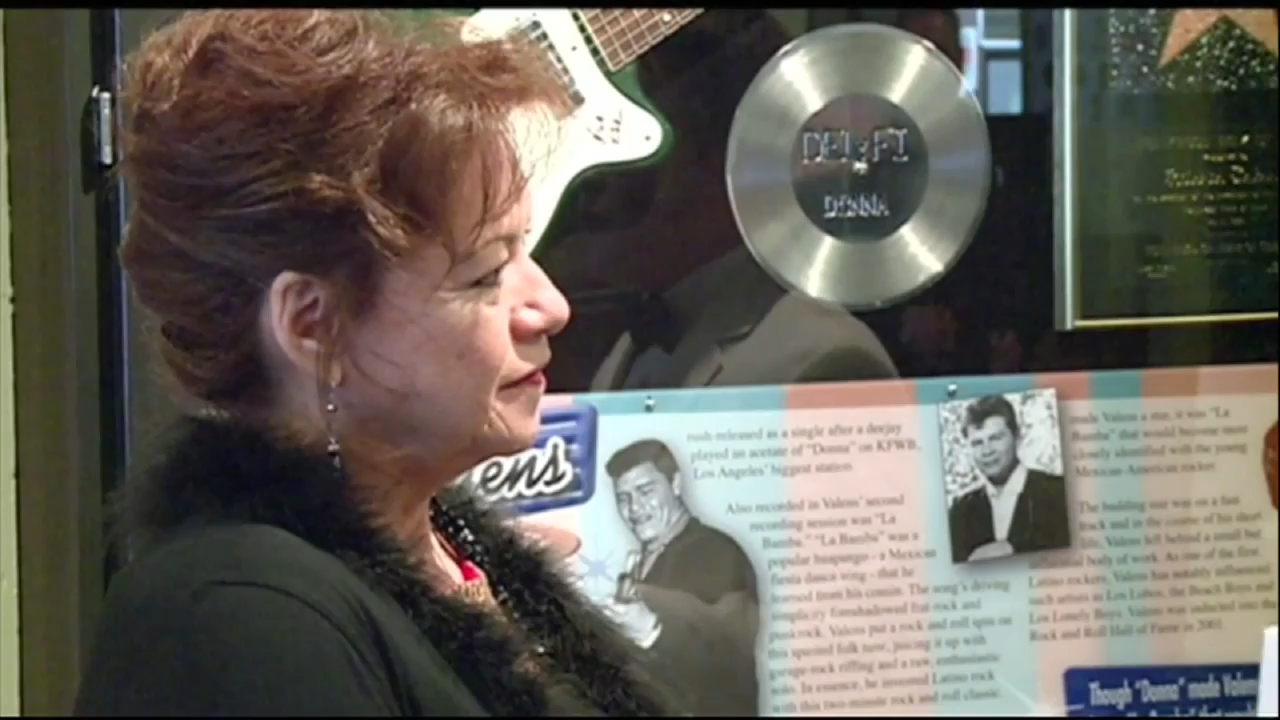 DEL-FI
DONNA
ens
rush-released as a single after a deejay
played an acetate of "Donna" on KFWB,
Los Angeles' biggest station
Also recorded in Valens' second
recording session was "La
Bamba." "La Bamba" was a
popular huapango - a Mexican
fiesta dance song - that he
learned from his cousin. The song's driving
simplicity foreshadowed frat rock and
punk rock. Valens put a rock and roll spin on
this spirited folk tune, juicing it up with
garage-rock riffing and a raw, enthusiastic
solo. In essence, he invented Latino rock
with this two-minute rock and roll classic.
made Valens a star, it was "La
Bamba" that would become most
closely identified with the young
Mexican-American rocker.
The budding star was on a fast
track and in the course of his short
life, Valens left behind a small but
body of work. As one of the first
Latino rockers, Valens has notably influenced
such artists as Los Lobos, the Beach Boys and
Los Lonely Boys. Valens was inducted into the
Rock and Roll Hall of Fame in 2001.
Though "Donna" made Valens